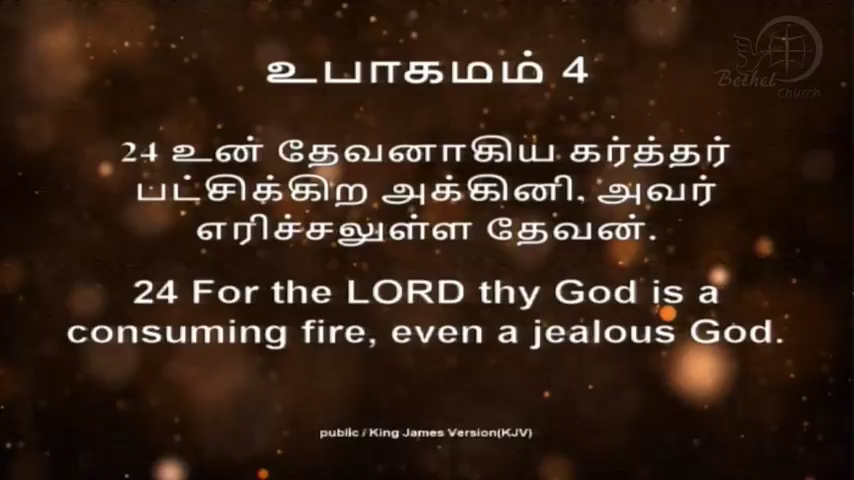 Bethel
Church
உபாகமம் 4
24 உன் தேவனாகிய கர்த்தர்
பட்சிக்கிற அக்கினி, அவர்
எரிச்சலுள்ள தேவன்.
24 For the LORD thy God is a
consuming fire, even a jealous God.
public / King James Version(KJV)